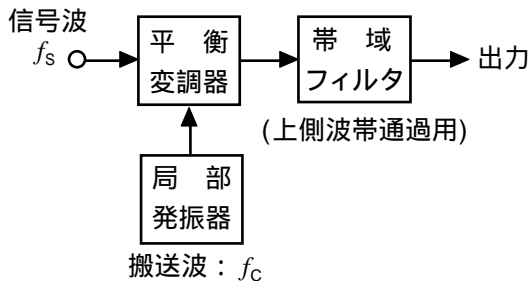 信号波
fS
平 衡
変調器
帯 域
フィルタ
出力
(上側波帯通過用)
局 部
発振器
搬送波：fC